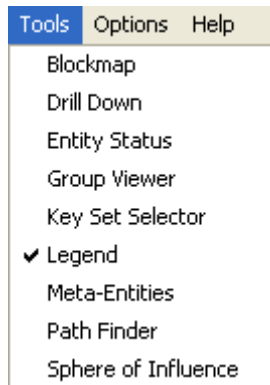 Tools Options Help
Blockmap
Drill Down
Entity Status
Group Viewer
Key Set Selector
✔ Legend
Meta-Entities
Path Finder
Sphere of Influence